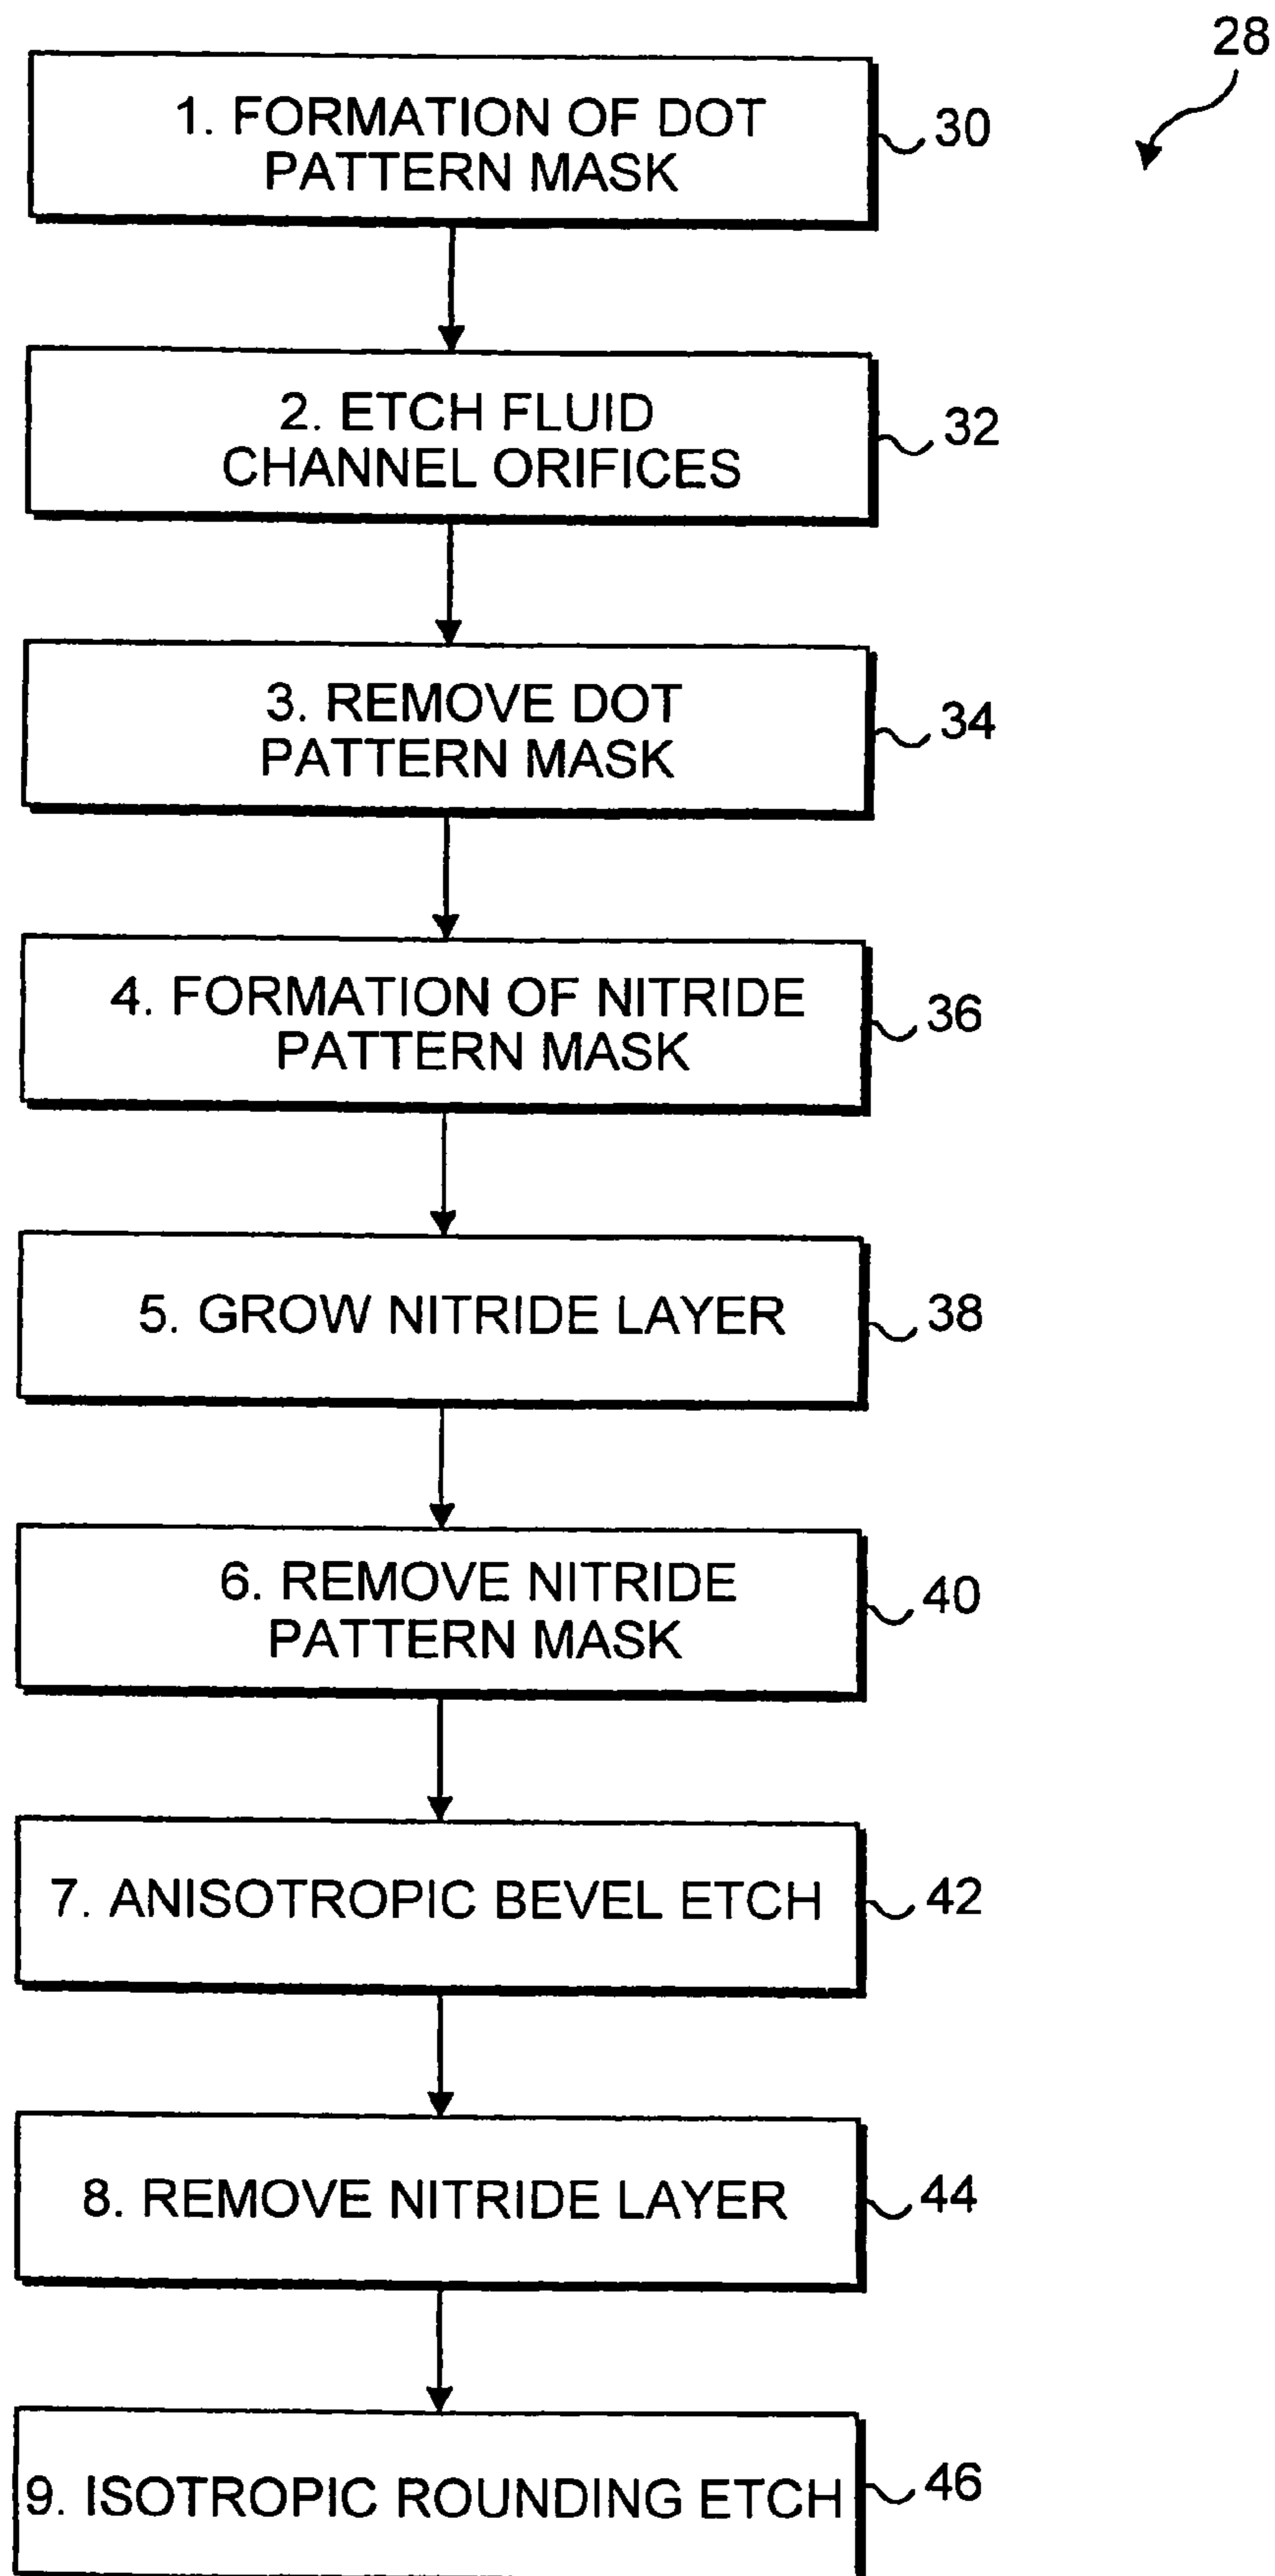 28
1. FORMATION OF DOT
PATTERN MASK
30
2. ETCH FLUID
CHANNEL ORIFICES
32
3. REMOVE DOT
PATTERN MASK
34
4. FORMATION OF NITRIDE
PATTERN MASK
36
5. GROW NITRIDE LAYER
38
6. REMOVE NITRIDE
PATTERN MASK
40
7. ANISOTROPIC BEVEL ETCH
42
8. REMOVE NITRIDE LAYER
44
9. ISOTROPIC ROUNDING ETCH
46